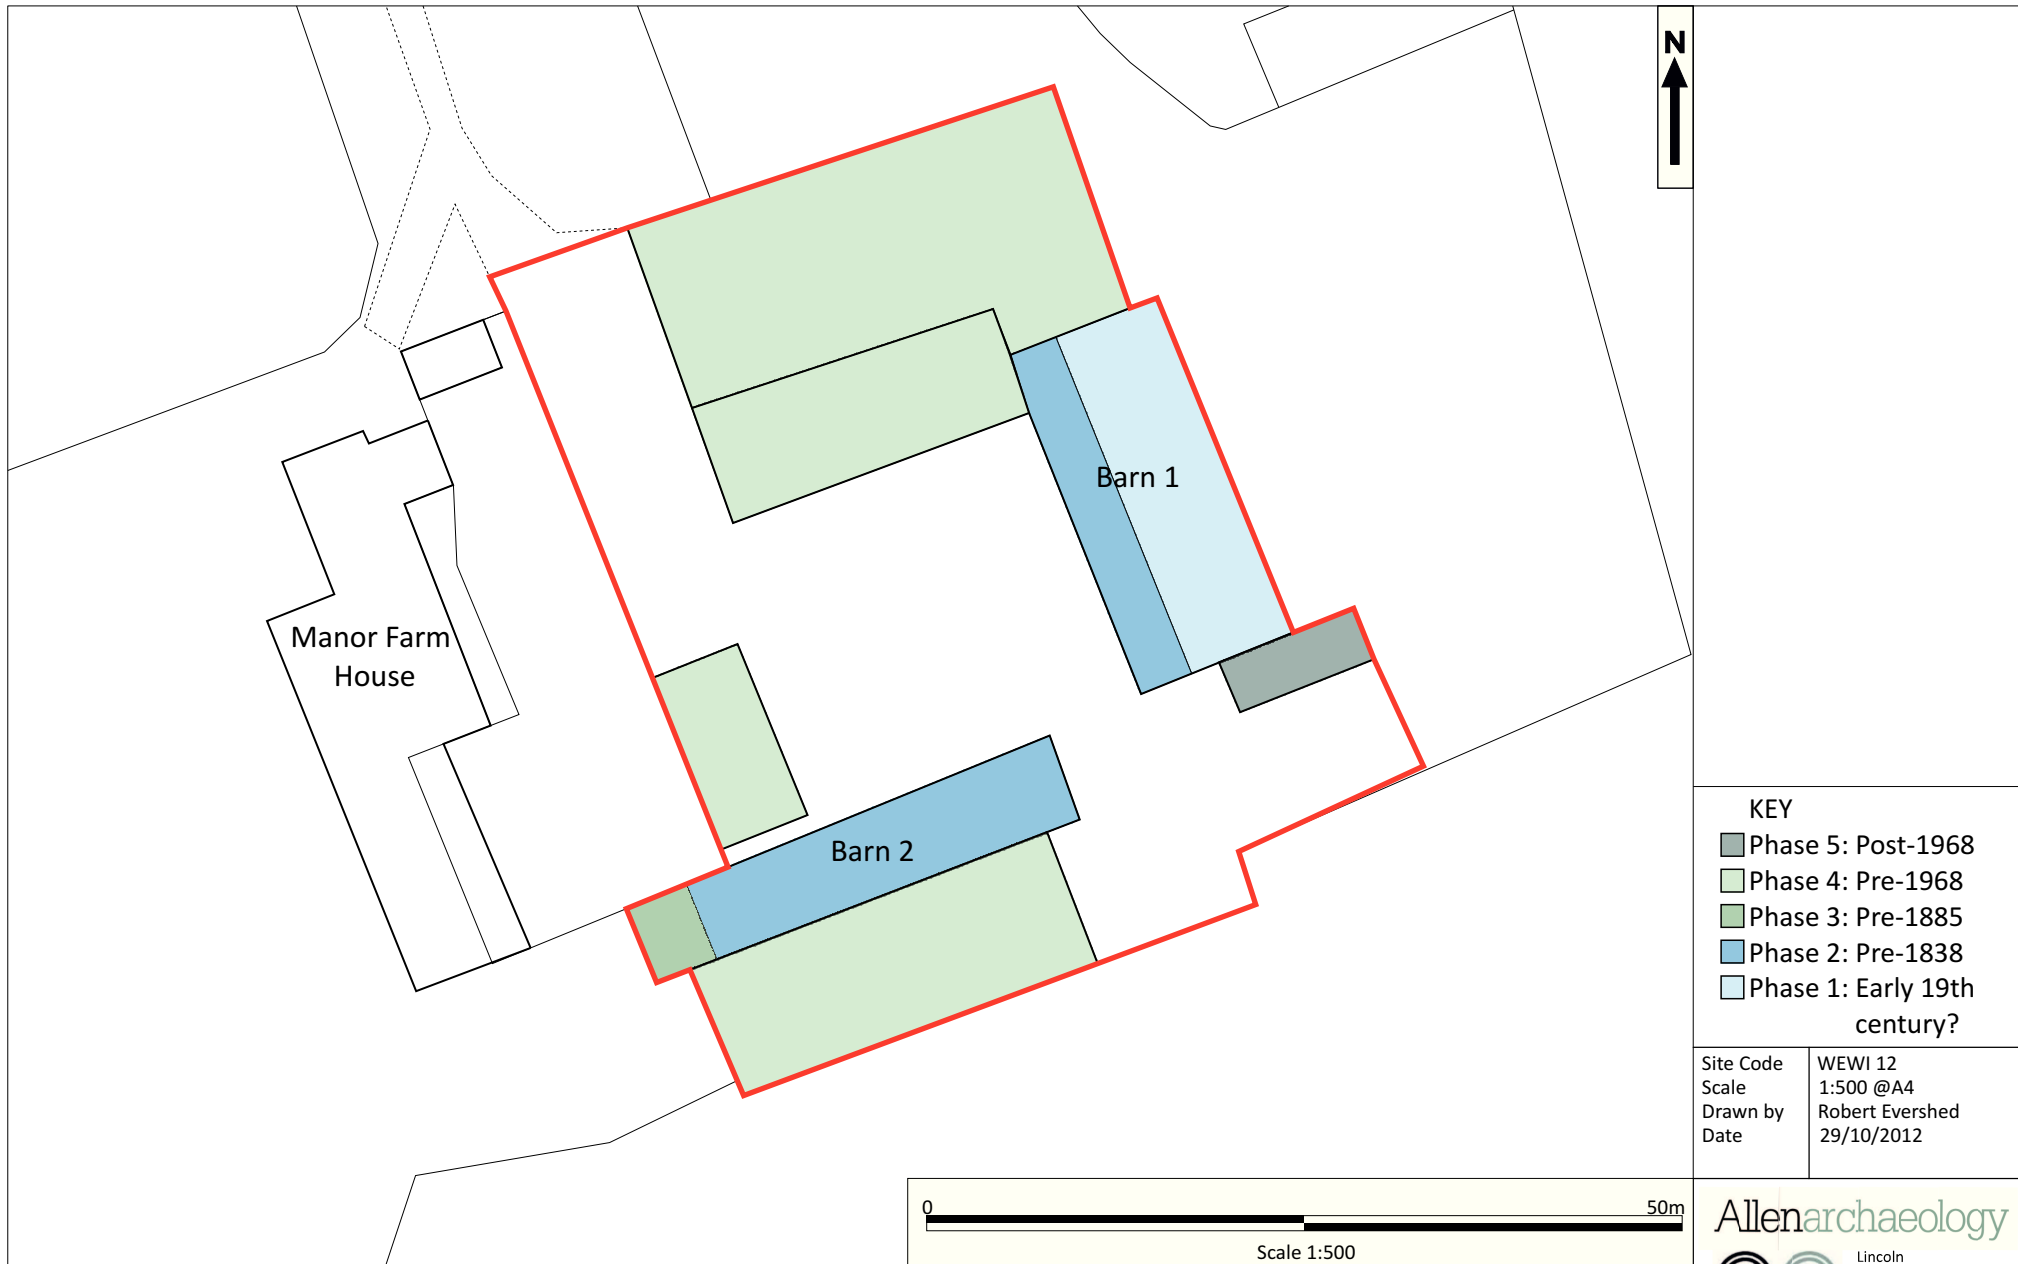 N
Barn 1
Manor Farm
House
Barn 2
KEY
Phase 5: Post-1968
Phase 4: Pre-1968
Phase 3: Pre-1885
Phase 2: Pre-1838
Phase 1: Early 19th
century?
Site Code WEWI 12
Scale 1:500 @A4
Drawn by Robert Evershed
Date 29/10/2012
0 50m
Scale 1:500
Allenarchaeology
Lincoln